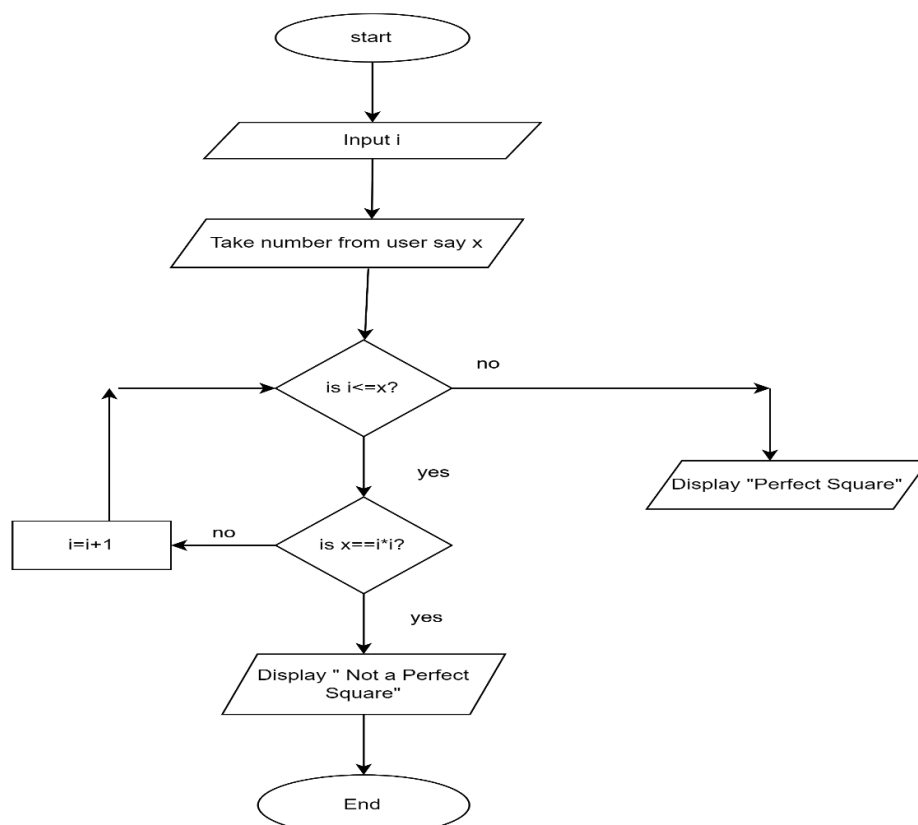 start
Input i
Take number from user say x
is i<=x?
no
Display "Perfect Square"
yes
is x==i*i?
no
i=i+1
yes
Display " Not a Perfect
Square"
End